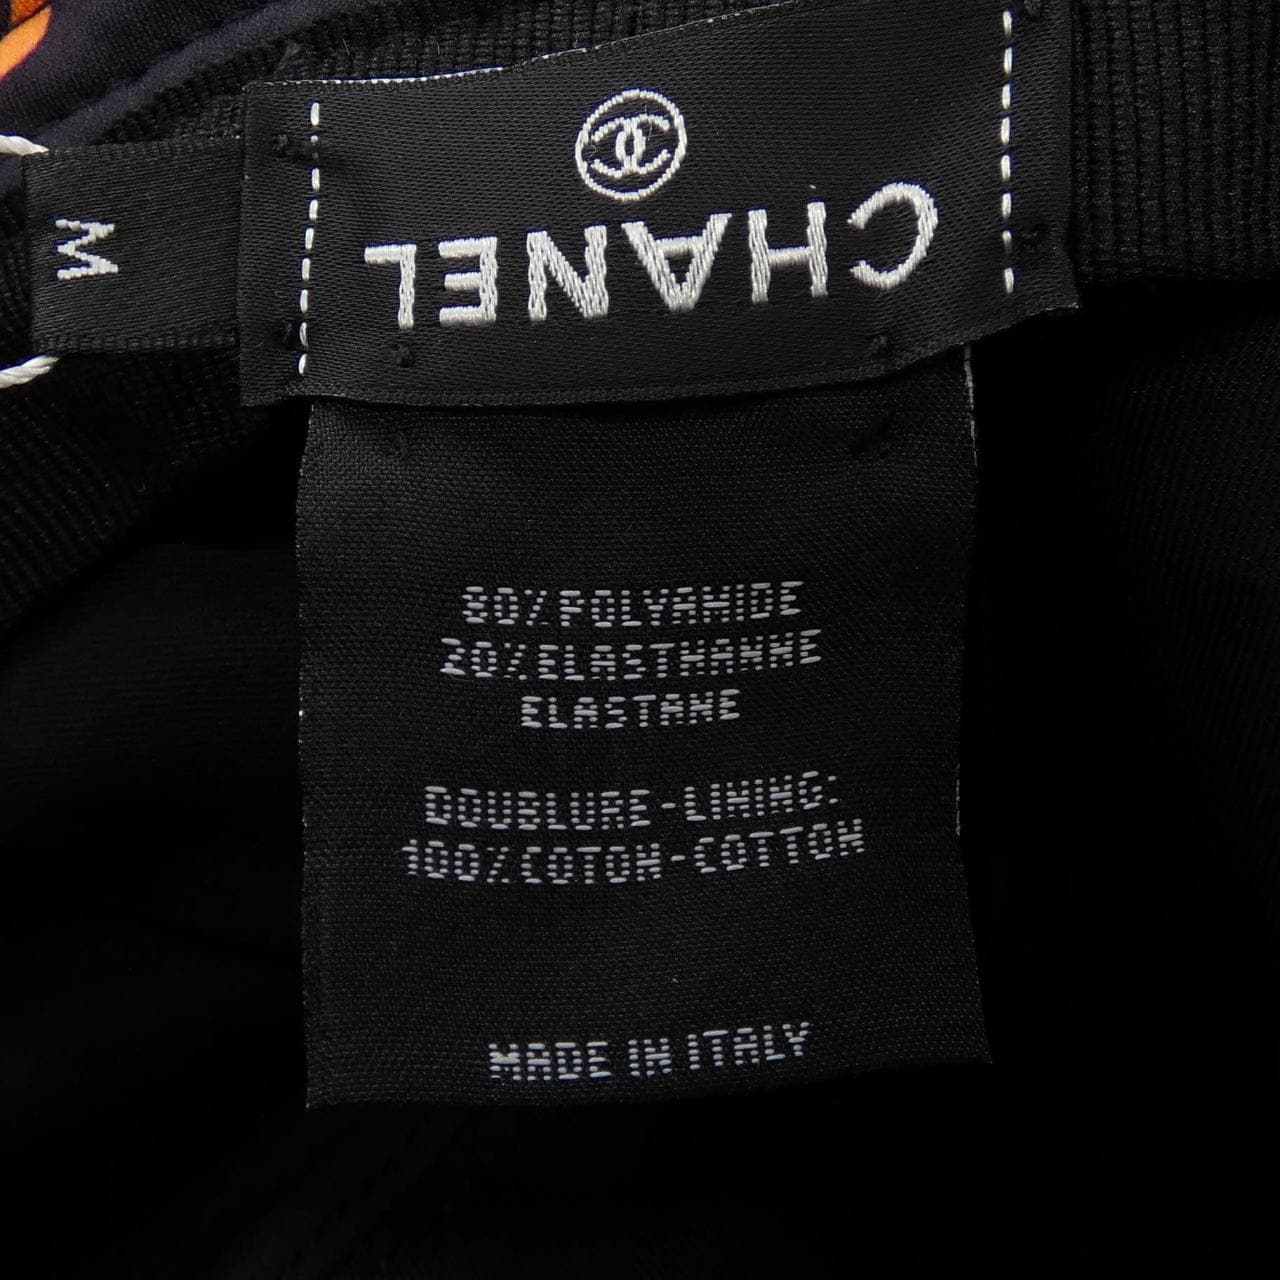 CHANEL
M
80% POLYAMIDE
20% ELASTHANNE
ELASTANE
DOUBLURE-LINING:
100% COTON-COTTON
MADE IN ITALY